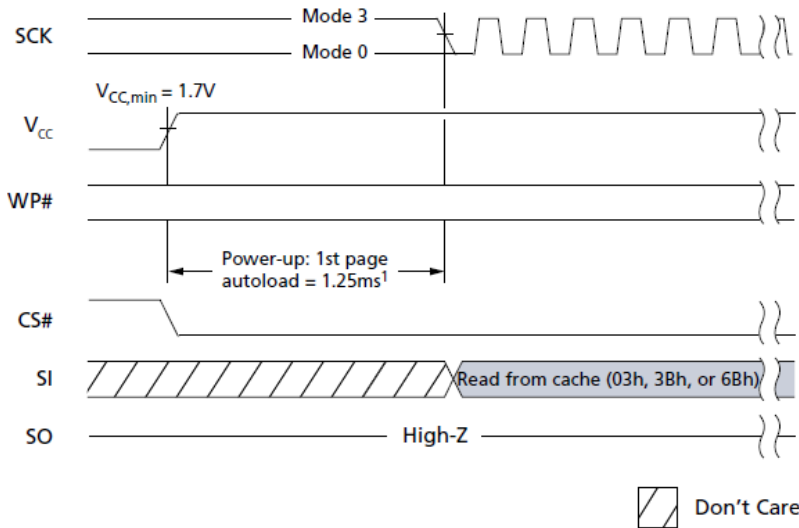 Mode 3
SCK
Mode 0
VCC,min = 1.7V
VCC
WP#
Power-up: 1st page
autoload = 1.25ms1
CS#
SI
Read from cache (03h, 3Bh, or 6Bh)
SO
High-Z
Don't Care